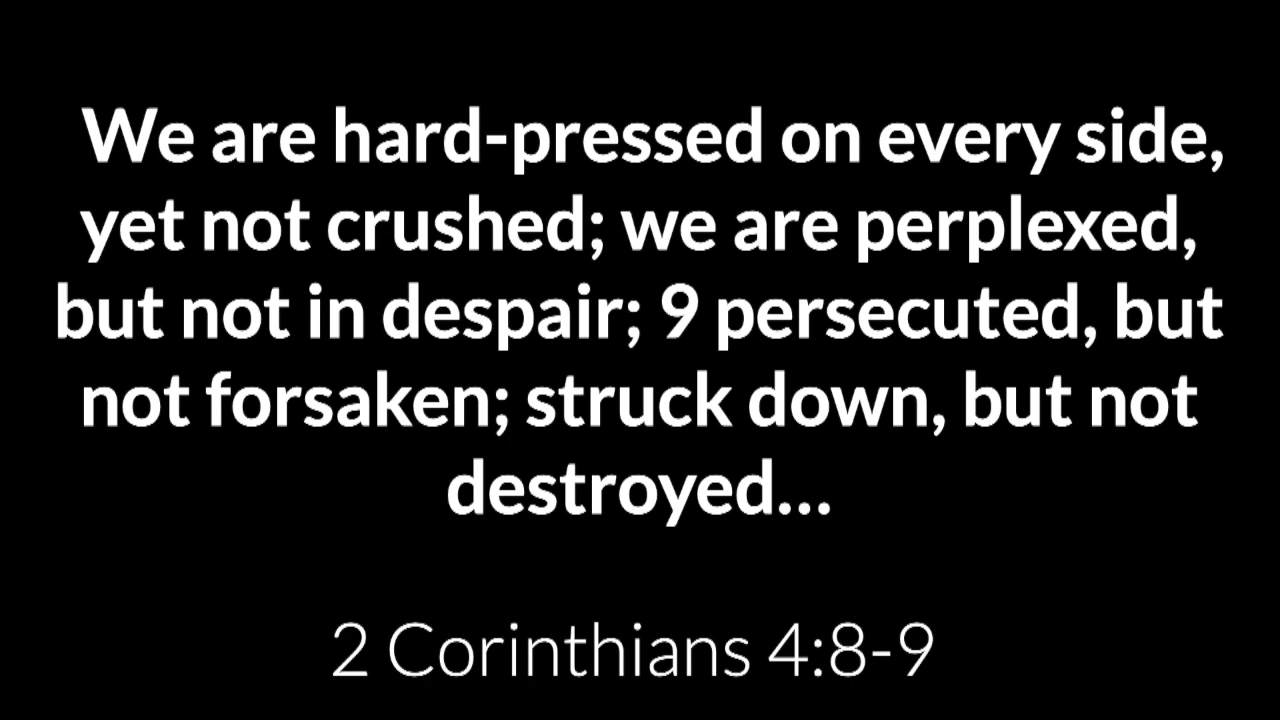 We are hard-pressed on every side,
yet not crushed; we are perplexed,
but not in despair; 9 persecuted, but
not forsaken; struck down, but not
destroyed...
2 Corinthians 4:8-9